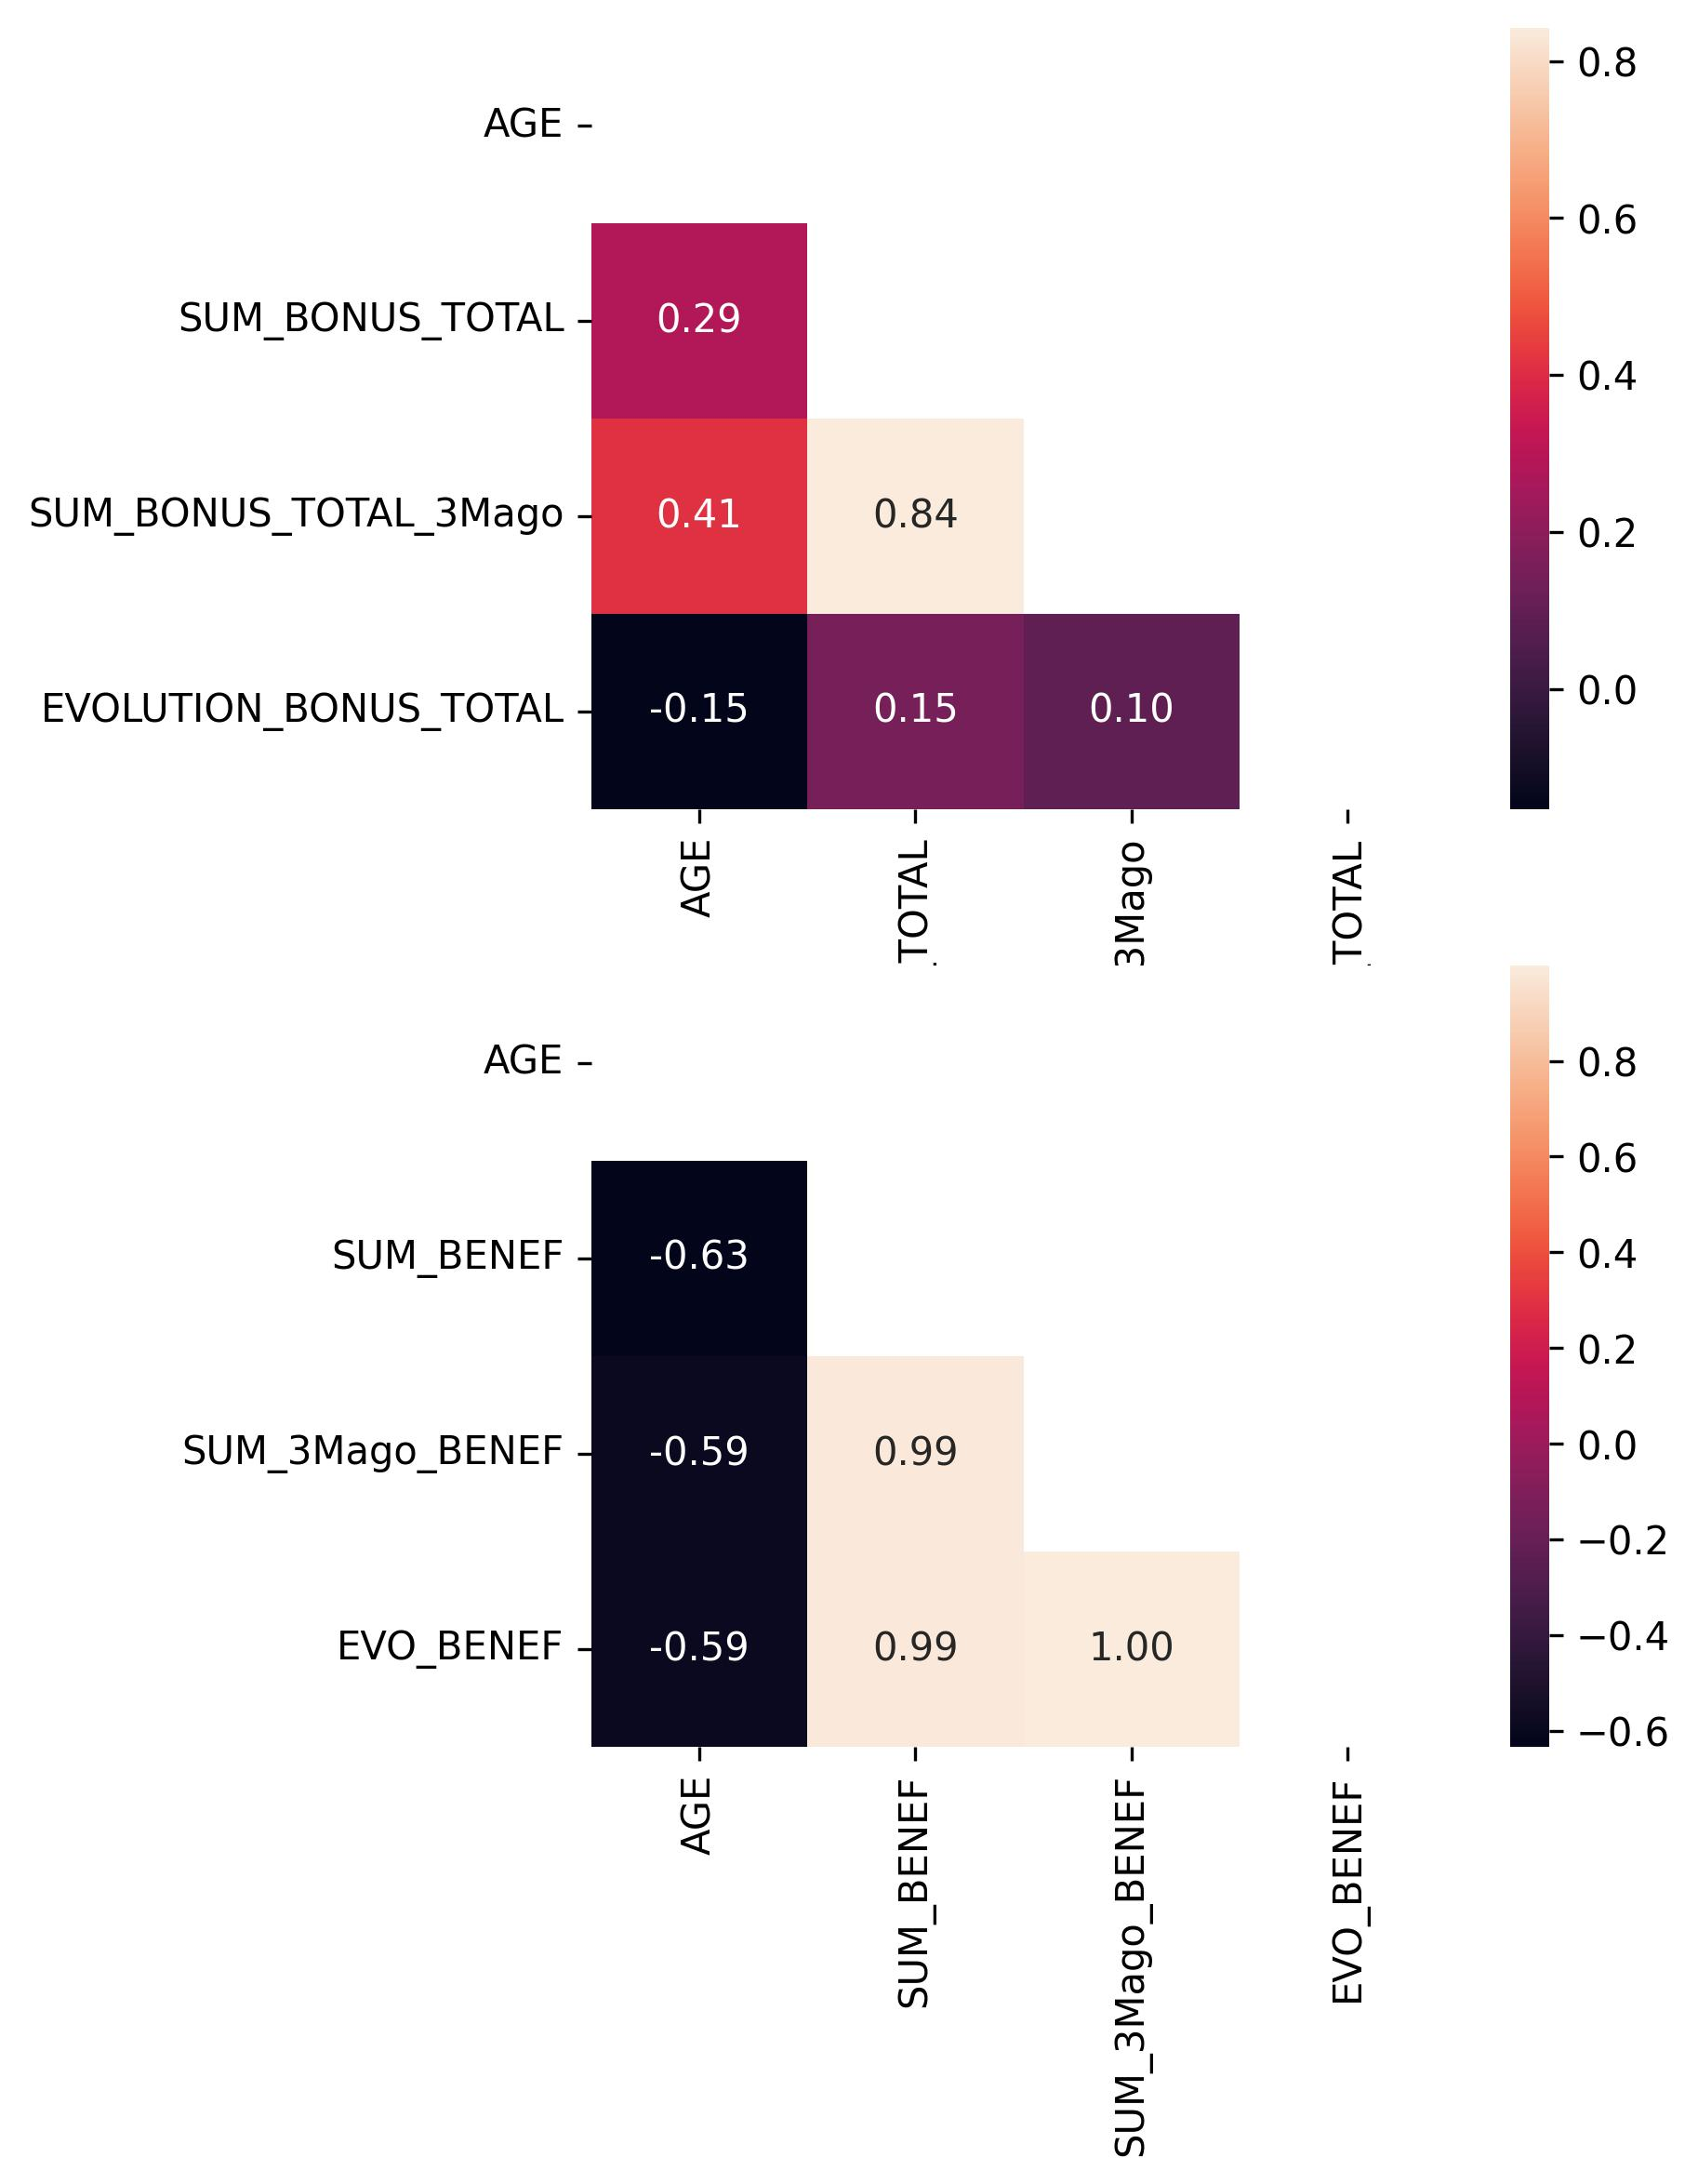 0.8
AGE
0.6
SUM_BONUS_TOTAL 0.29
0.4
SUM_BONUS_TOTAL_3Mago 0.41 0.84
0.2
EVOLUTION_BONUS_TOTAL -0.15 0.15 0.10
0.0
AGE
TOTAL
3Mago
TOTAL
AGE
0.8
0.6
SUM_BENEF -0.63
0.4
0.2
SUM_3Mago_BENEF -0.59 0.99
0.0
−0.2
EVO_BENEF -0.59 0.99 1.00
−0.4
−0.6
AGE
SUM_BENEF
SUM_3Mago_BENEF
EVO_BENEF